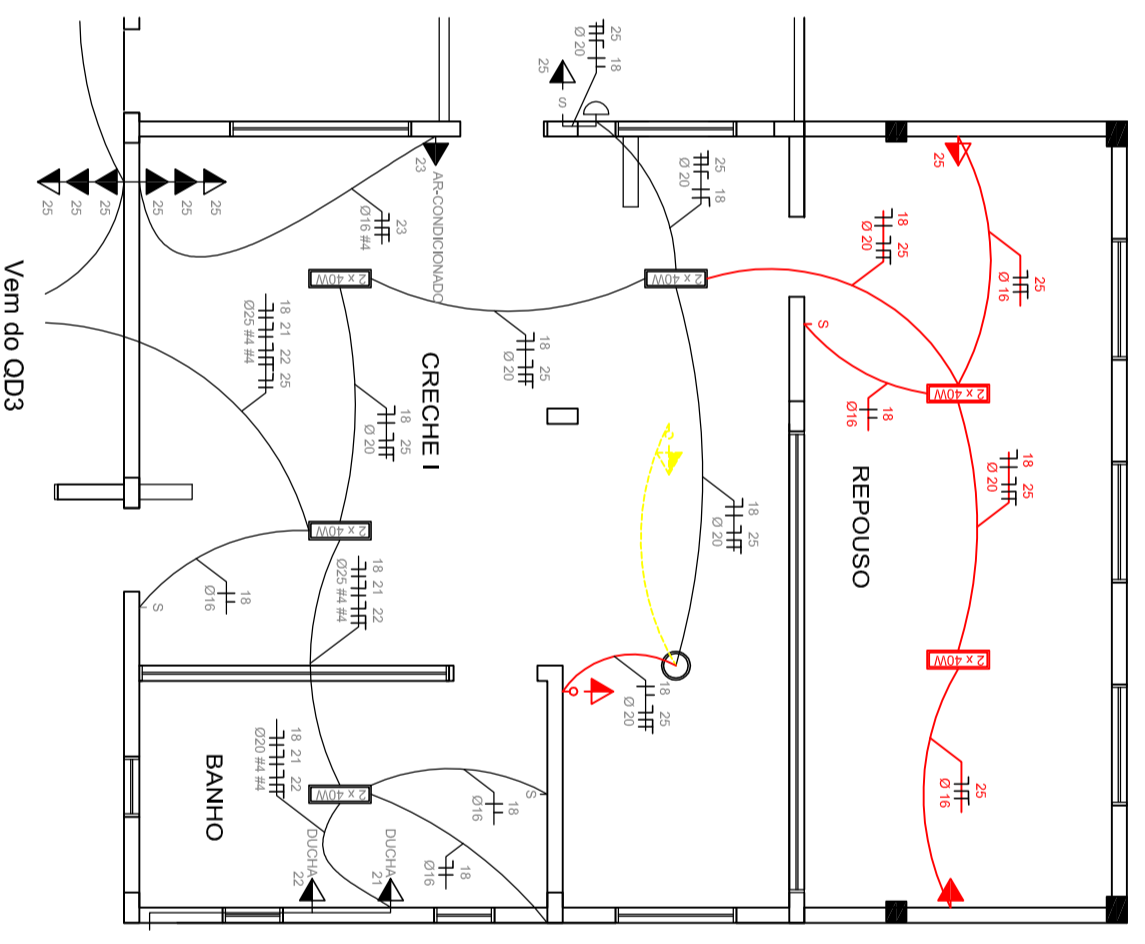 25 18
Ø 20
25
S
25
25 18
Ø 20
18 25
Ø 20
25
Ø 16
23
AR-CONDICIONADO
23
Ø16 #4
25
25
25
25
25
25
2 x 40W
2 x 40W
S
2 x 40W
18
Ø16
Vem do QD3
18 21 22 25
Ø25 #4 #4
18 25
Ø 20
CRECHE I
18 25
Ø 20
REPOUSO
18 25
Ø 20
18 25
Ø 20
2 x 40W
18 21 22
Ø25 #4 #4
18
Ø16
S
2 x 40W
18 25
Ø 20
BANHO
18 21 22
Ø20 #4 #4
2 x 40W
S
18
Ø16
25
Ø 16
18
Ø16
DUCHA
22
DUCHA
21